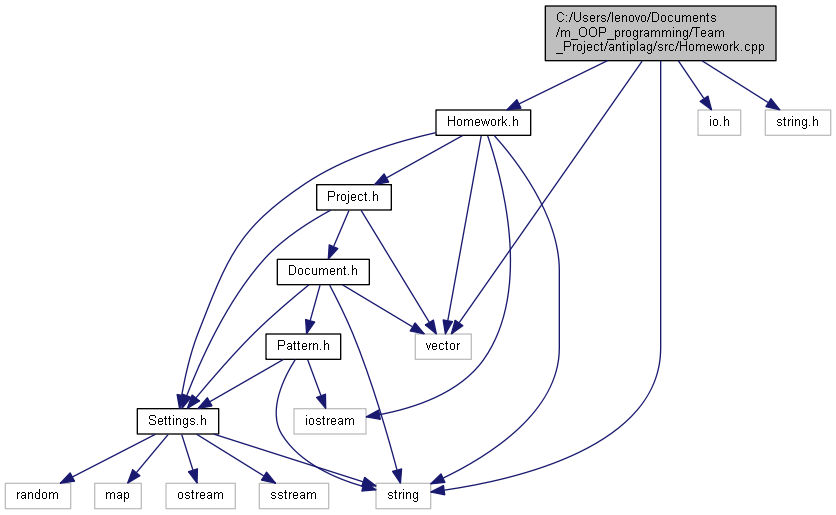 C:/Users/lenovo/Documents
/m_OOP_programming/Team
_Project/antiplag/src/Homework.cpp
Homework.h
io.h
string.h
Project.h
Document.h
Pattern.h
vector
Settings.h
iostream
random
map
ostream
sstream
string